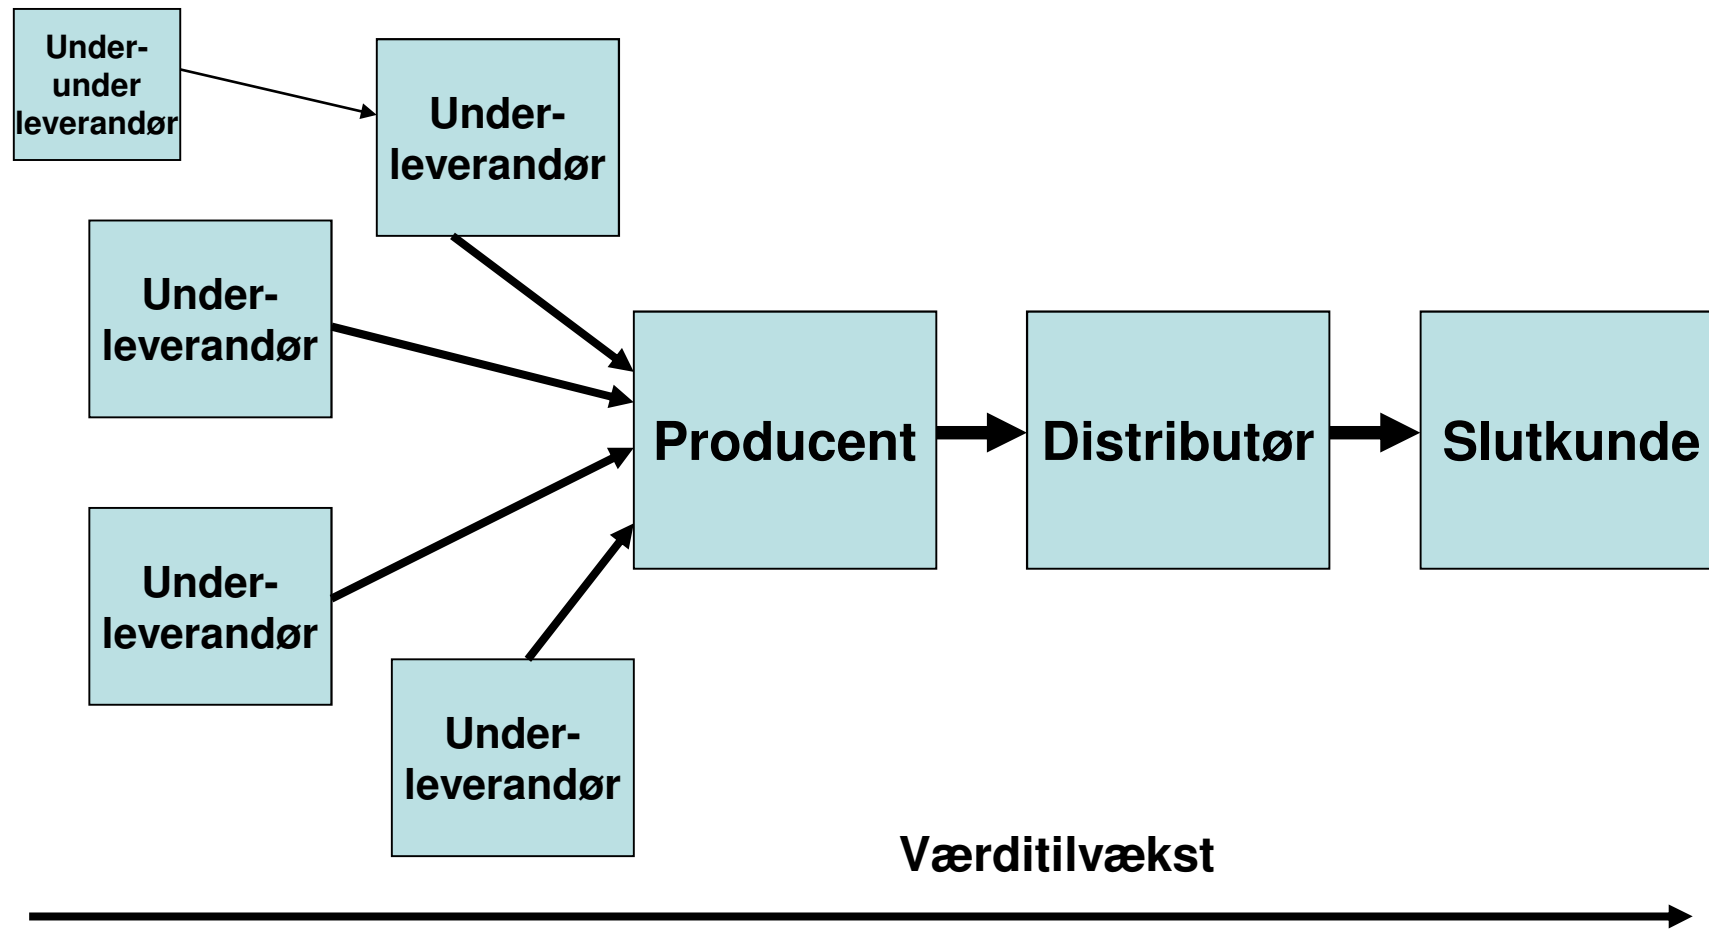 Under-
under
leverandør
Under-
leverandør
Under-
leverandør
Producent
Distributør
Slutkunde
Under-
leverandør
Under-
leverandør
Værditilvækst